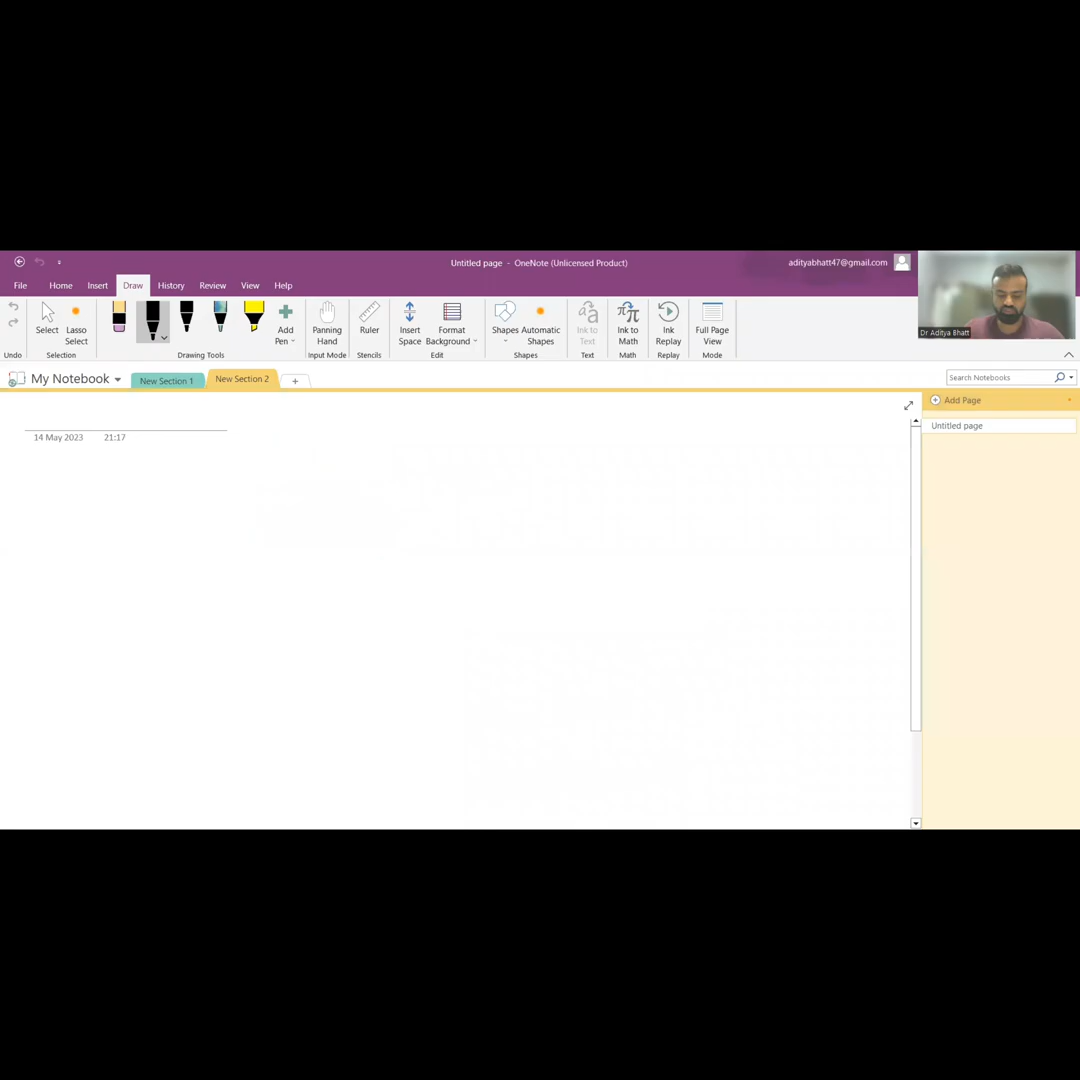 Untitled page - OneNote (Unlicensed Product)
adityabhatt47@gmail.com
File Home Insert Draw History Review View Help
Dr Aditya Bhatt
Select Lasso Select Add Pen Panning Hand Ruler Insert Space Format Background Shapes Automatic Shapes Ink to Text Ink to Math Ink Replay Full Page View
Undo Selection Drawing Tools Input Mode Stencils Edit Shapes Text Math Replay Mode
My Notebook New Section 1 New Section 2 + Search Notebooks
Add Page
Untitled page
14 May 2023 21:17